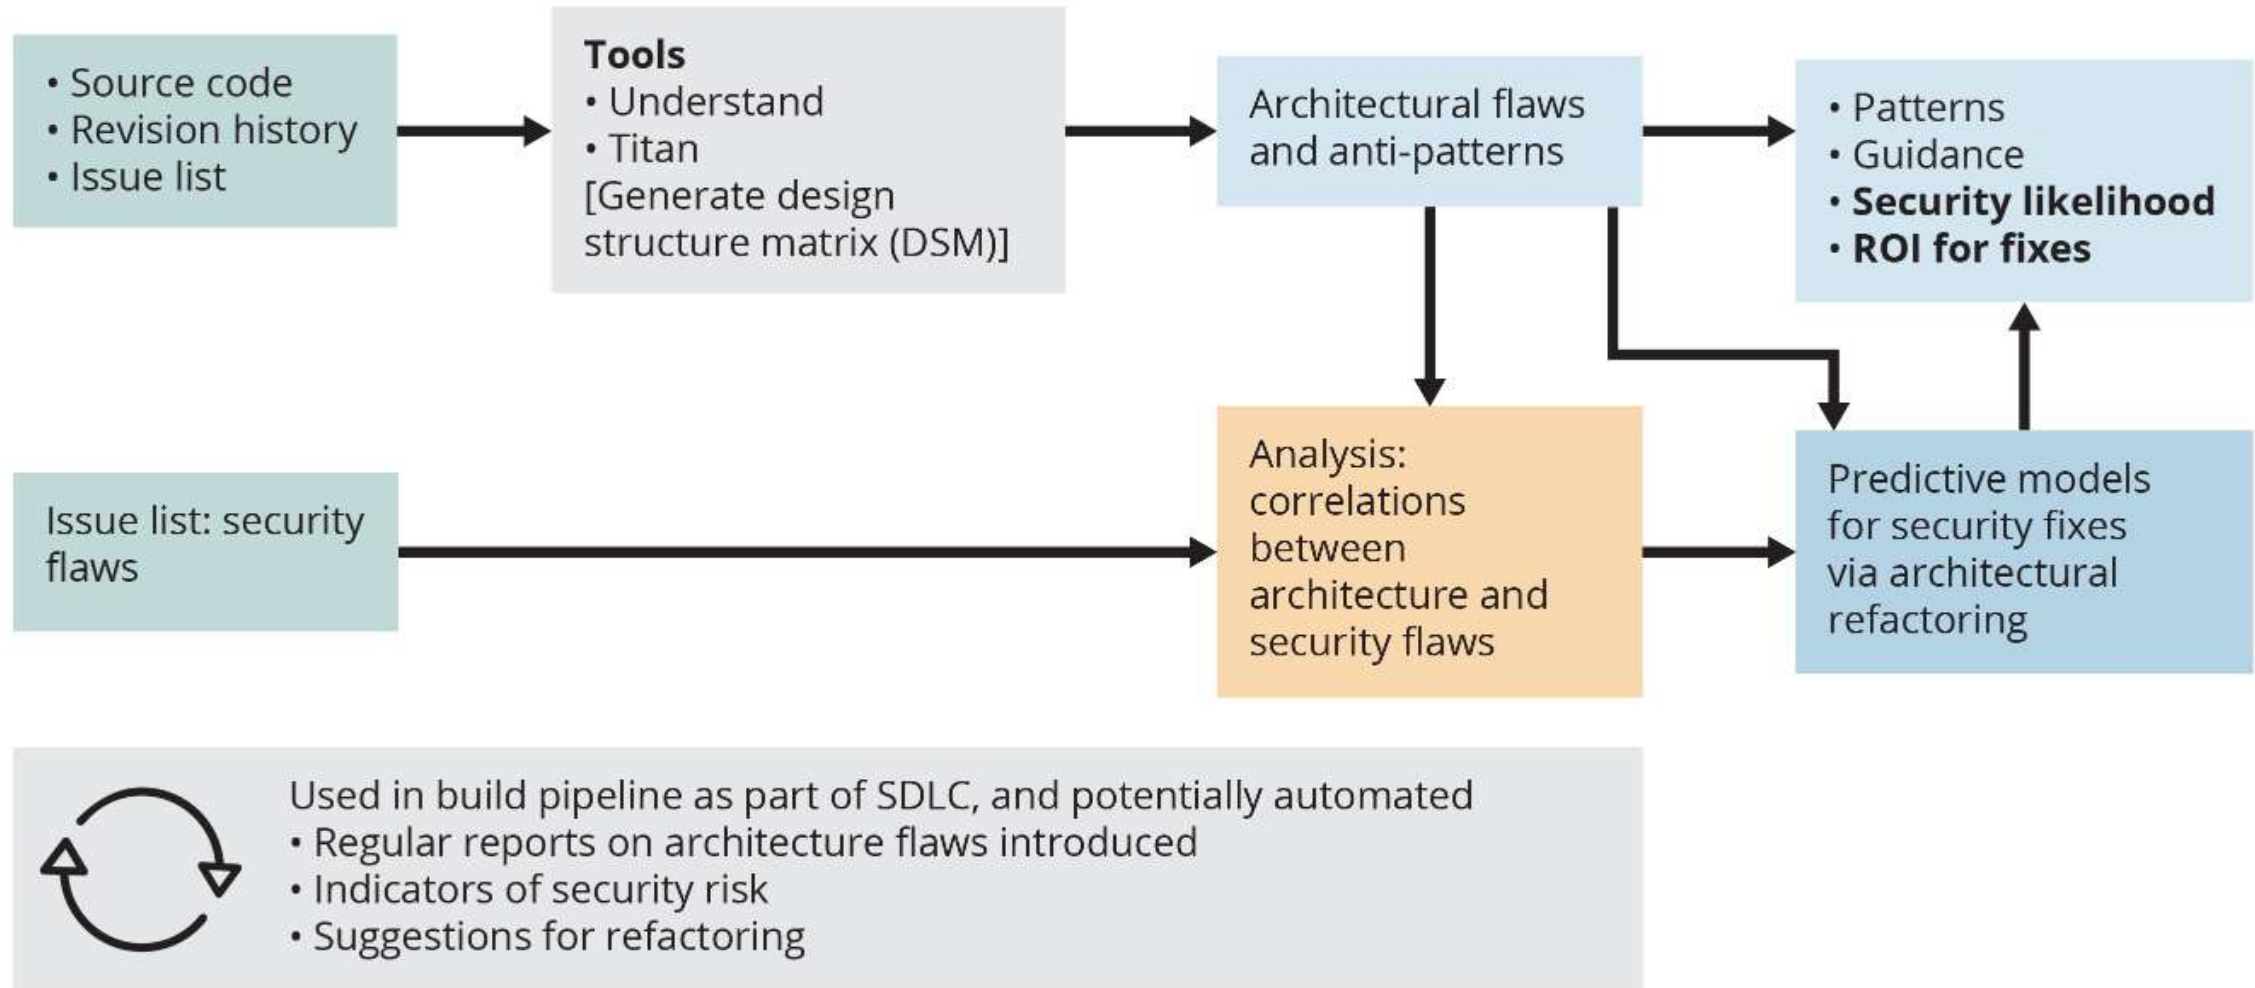 • Source code
• Revision history
• Issue list
Tools
• Understand
• Titan
[Generate design
structure matrix (DSM)]
Architectural flaws
and anti-patterns
• Patterns
• Guidance
• Security likelihood
• ROI for fixes
Issue list: security
flaws
Analysis:
correlations
between
architecture and
security flaws
Predictive models
for security fixes
via architectural
refactoring
Used in build pipeline as part of SDLC, and potentially automated
• Regular reports on architecture flaws introduced
• Indicators of security risk
• Suggestions for refactoring